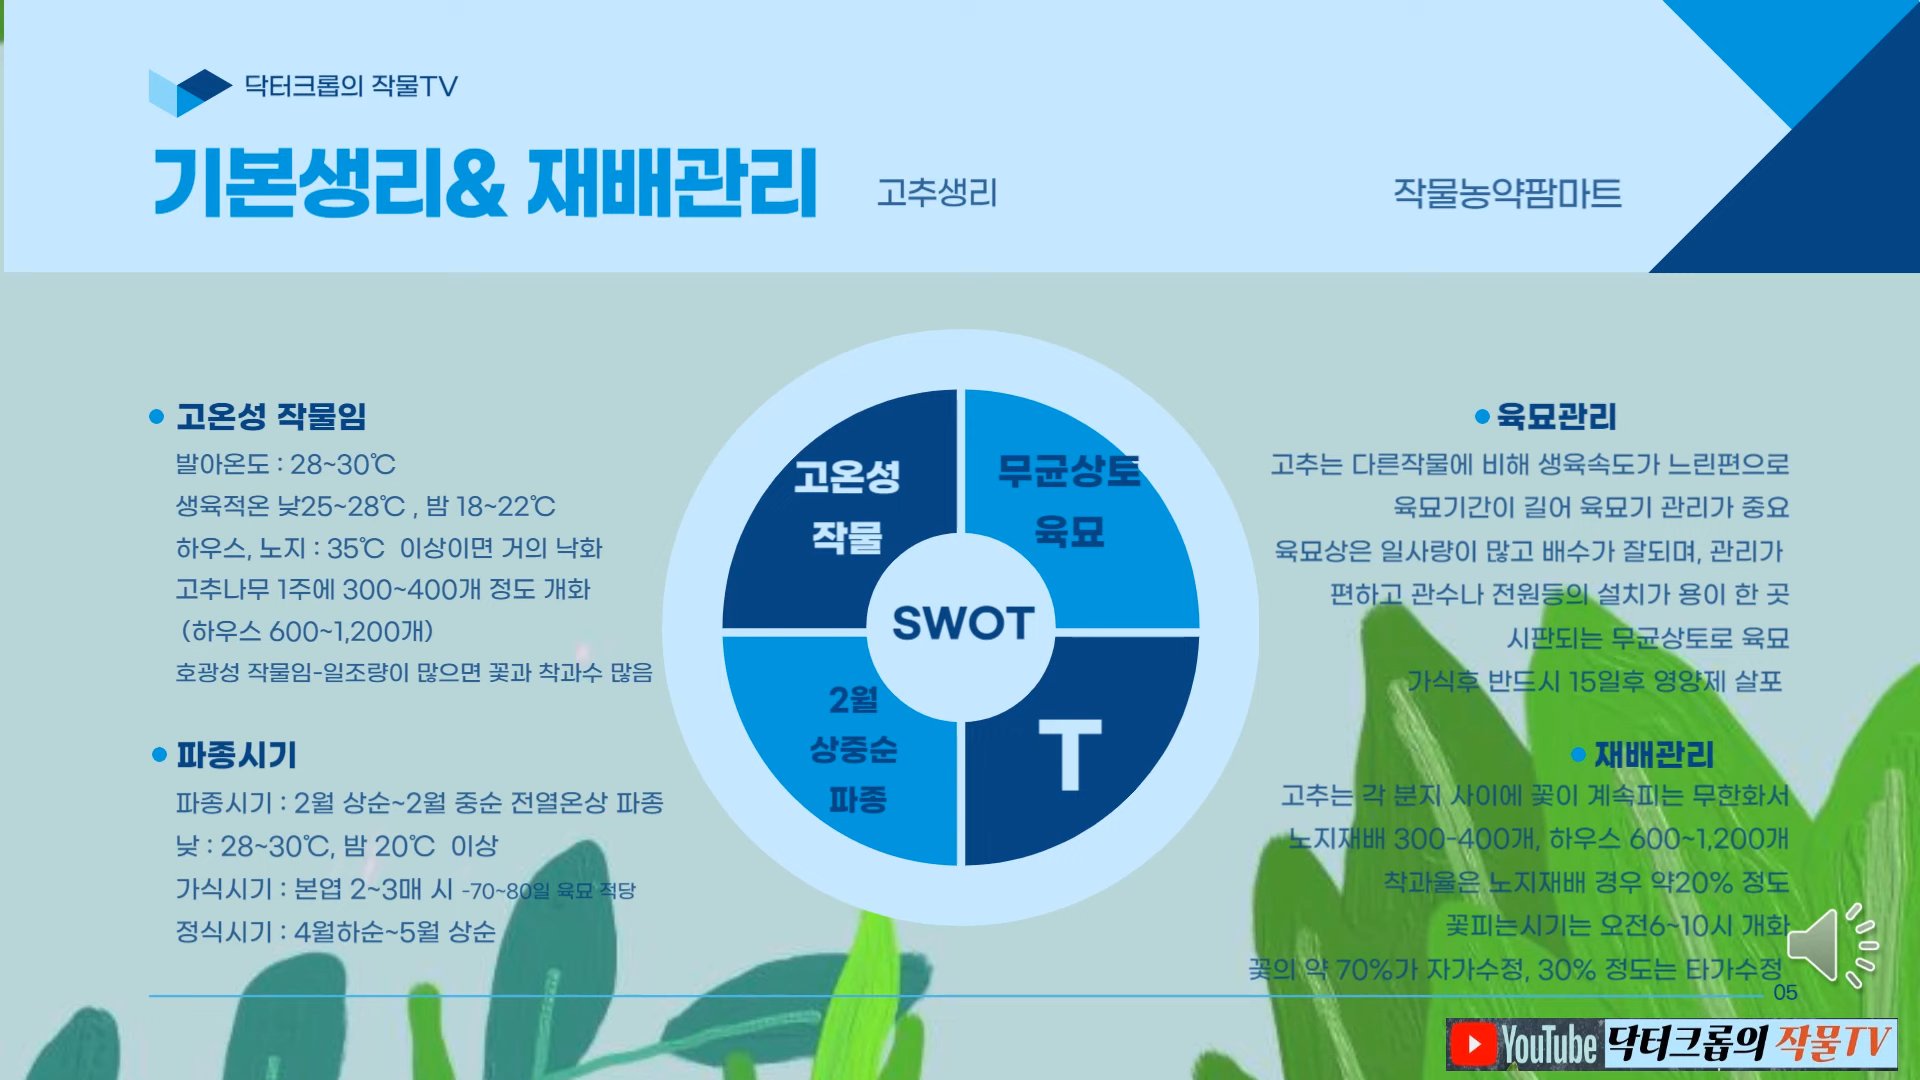 닥터크롭의 작물TV
기본생리& 재배관리
고추생리
작물농약팜마트
고온성 작물임
발아온도 : 28~30℃
생육적온 낮25~28℃ , 밤 18~22℃
하우스, 노지 : 35℃ 이상이면 거의 낙화
고추나무 1주에 300~400개 정도 개화
(하우스 600~1,200개)
호광성 작물임-일조량이 많으면 꽃과 착과수 많음
파종시기
파종시기 : 2월 상순~2월 중순 전열온상 파종
낮 : 28~30℃, 밤 20℃ 이상
가식시기 : 본엽 2~3매 시 -70~80일 육묘 적당
정식시기 : 4월하순~5월 상순
고온성
작물
무균상토
육묘
SWOT
2월
상중순
파종
T
육묘관리
고추는 다른작물에 비해 생육속도가 느린편으로
육묘기간이 길어 육묘기 관리가 중요
육묘상은 일사량이 많고 배수가 잘되며, 관리가
편하고 관수나 전원등의 설치가 용이 한 곳
시판되는 무균상토로 육묘
가식후 반드시 15일후 영양제 살포
재배관리
고추는 각 분지 사이에 꽃이 계속피는 무한화서
노지재배 300-400개, 하우스 600~1,200개
착과율은 노지재배 경우 약20% 정도
꽃피는시기는 오전6~10시 개화
꽃의 약 70%가 자가수정, 30% 정도는 타가수정
05
YouTube 닥터크롭의 작물TV